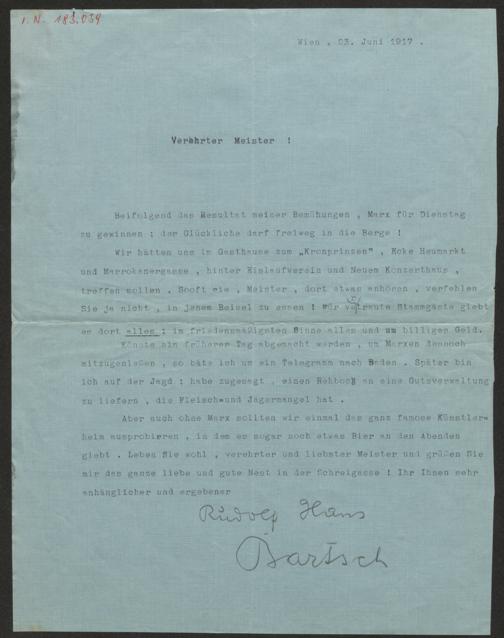 I. N. 183.039
Wien , 03. Juni 1917 .
Verehrter Meister !
Beifolgend das Resultat meiner Bemühungen , Marx für Dienstag
zu gewinnen ; der Glückliche darf freiweg in die Berge !
Wir hätten uns im Gasthause zum „Kronprinzen" , Ecke Heumarkt
und Marrokanergasse , hinter Eislaufverein und Neuem Konzerthaus ,
treffen sollen . Sooft Sie , Meister , dort etwas anhören , verfehlen
Sie ja nicht , in jenem Beisel zu essen ! Für vertraute Stammgäste giebt
es dort alles ; im friedensmäßigsten Sinne alles und um billigen Geld.
Könnte ein früherer Tag abgemacht werden , um Marxen dennoch
mitzugenießen , so bäte ich um ein Telegramm nach Baden . Später bin
ich auf der Jagd ; habe zugesagt , einen Rehbock an eine Gutsverwaltung
zu liefern , die Fleisch=und Jägermangel hat .
Aber auch ohne Marx sollten wir einmal das ganz famose Künstler=
heim ausprobieren , in dem es sogar noch etwas Bier an den Abenden
giebt . Leben Sie wohl , verehrter und liebster Meister und grüßen Sie
mir das ganze liebe und gute Nest in der Schreigasse ! Ihr Ihnen sehr
anhänglicher und ergebener
Rudolf Hans
Bartsch